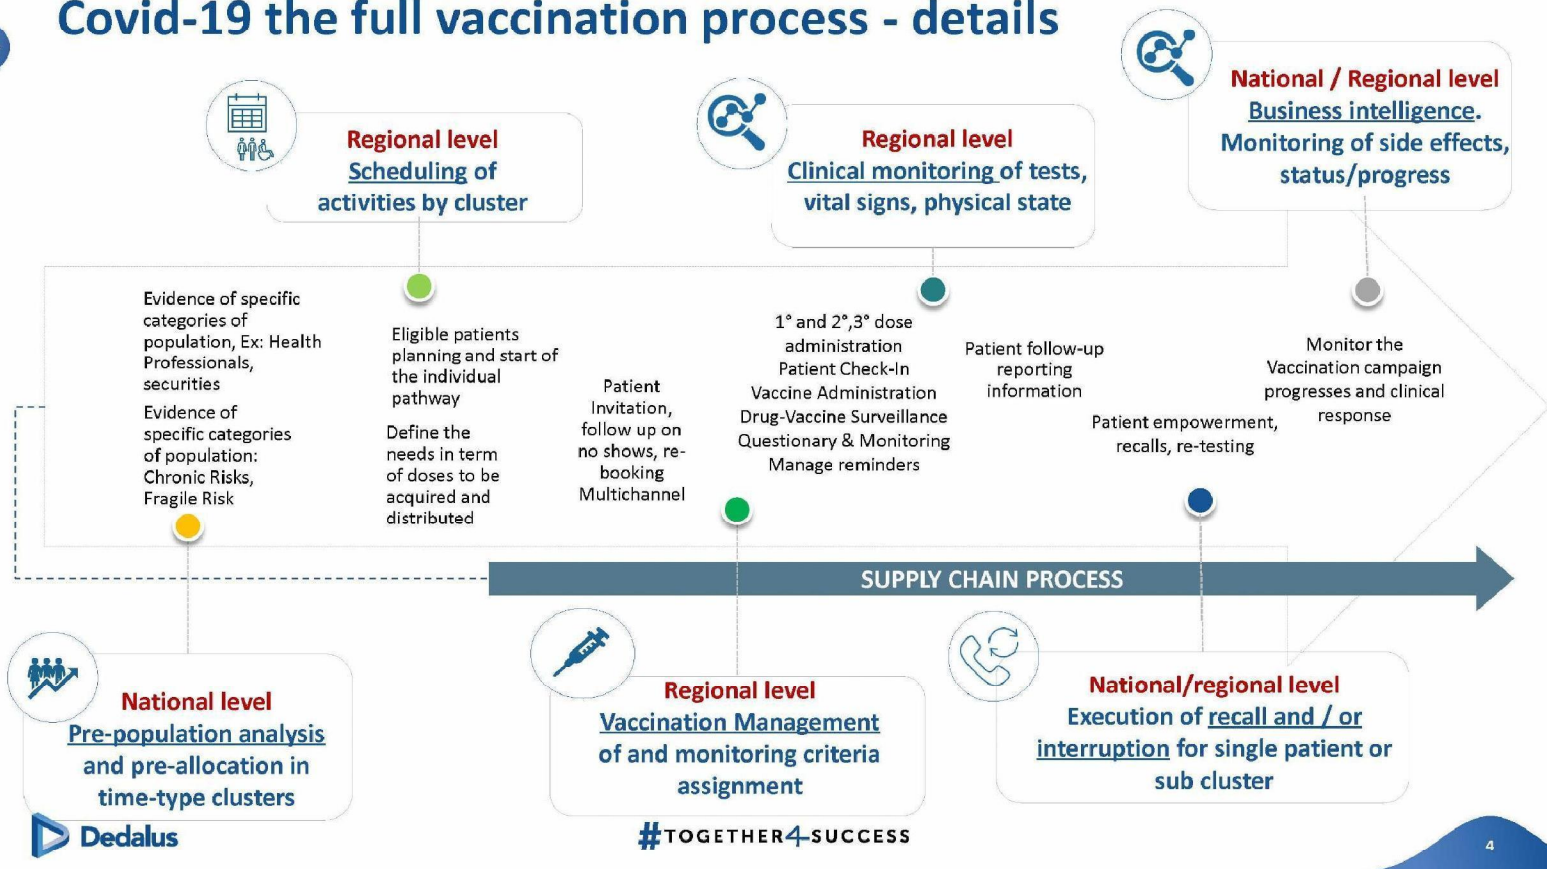 Covid-19 the full vaccination process - details
National / Regional level
Business intelligence.
Monitoring of side effects,
status/progress
Regional level
Scheduling of
activities by cluster
Regional level
Clinical monitoring of tests,
vital signs, physical state
Evidence of specific
categories of
population, Ex: Health
Professionals,
securities
Evidence of
specific categories
of population:
Chronic Risks,
Fragile Risk
Eligible patients
planning and start of
the individual
pathway
Define the
needs in term
of doses to be
acquired and
distributed
Patient
Invitation,
follow up on
no shows, re-
booking
Multichannel
1° and 2°,3° dose
administration
Patient Check-In
Vaccine Administration
Drug-Vaccine Surveillance
Questionary & Monitoring
Manage reminders
Patient follow-up
reporting
information
Patient empowerment,
recalls, re-testing
Monitor the
Vaccination campaign
progresses and clinical
response
SUPPLY CHAIN PROCESS
National level
Pre-population analysis
and pre-allocation in
time-type clusters
Regional level
Vaccination Management
of and monitoring criteria
assignment
National/regional level
Execution of recall and / or
interruption for single patient or
sub cluster
Dedalus
#TOGETHER4SUCCESS
4